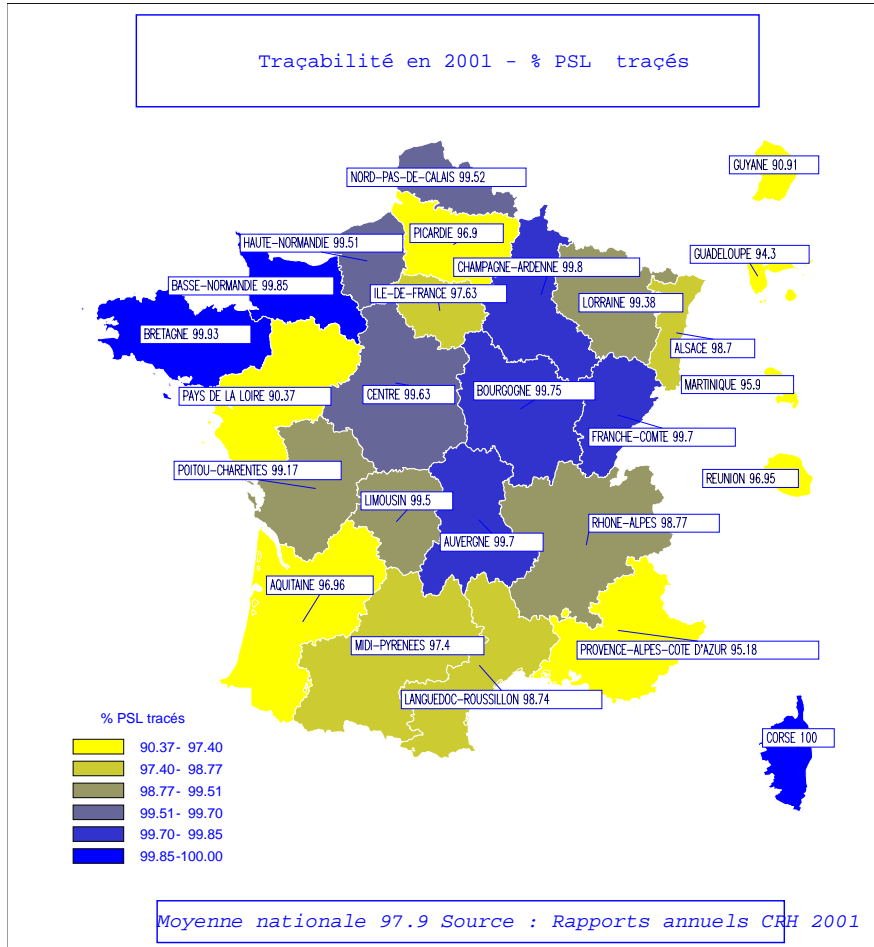 Traçabilité en 2001 - % PSL traçés
GUYANE 90.91
NORD-PAS-DE-CALAIS 99.52
PICARDIE 96.9
HAUTE-NORMANDIE 99.51
GUADELOUPE 94.3
CHAMPAGNE-ARDENNE 99.8
BASSE-NORMANDIE 99.85
ILE-DE-FRANCE 97.63
LORRAINE 99.38
BRETAGNE 99.93
ALSACE 98.7
MARTINIQUE 95.9
PAYS DE LA LOIRE 90.37
CENTRE 99.63
BOURGOGNE 99.75
FRANCHE-COMTE 99.7
POITOU-CHARENTES 99.17
REUNION 96.95
LIMOUSIN 99.5
RHONE-ALPES 98.77
AUVERGNE 99.7
AQUITAINE 96.96
MIDI-PYRENEES 97.4
PROVENCE-ALPES-COTE D'AZUR 95.18
LANGUEDOC-ROUSSILLON 98.74
CORSE 100
% PSL tracés
90.37- 97.40
97.40- 98.77
98.77- 99.51
99.51- 99.70
99.70- 99.85
99.85-100.00
Moyenne nationale 97.9 Source : Rapports annuels CRH 2001